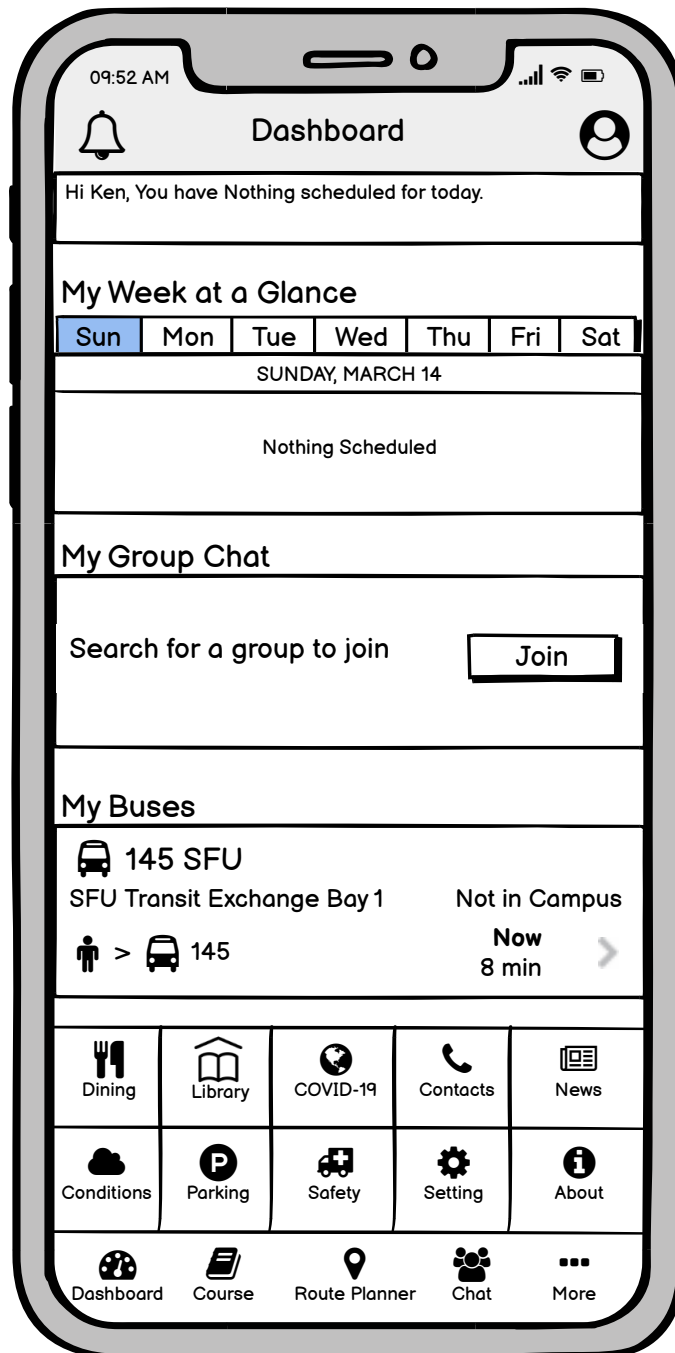 09:52 AM
Dashboard
Hi Ken, You have Nothing scheduled for today.
My Week at a Glance
Sun Mon Tue Wed Thu Fri Sat
SUNDAY, MARCH 14
Nothing Scheduled
My Group Chat
Search for a group to join Join
My Buses
145 SFU
SFU Transit Exchange Bay 1 Not in Campus
> 145 Now
8 min
Dining Library COVID-19 Contacts News
P
Conditions Parking Safety Setting About
Dashboard Course Route Planner Chat More